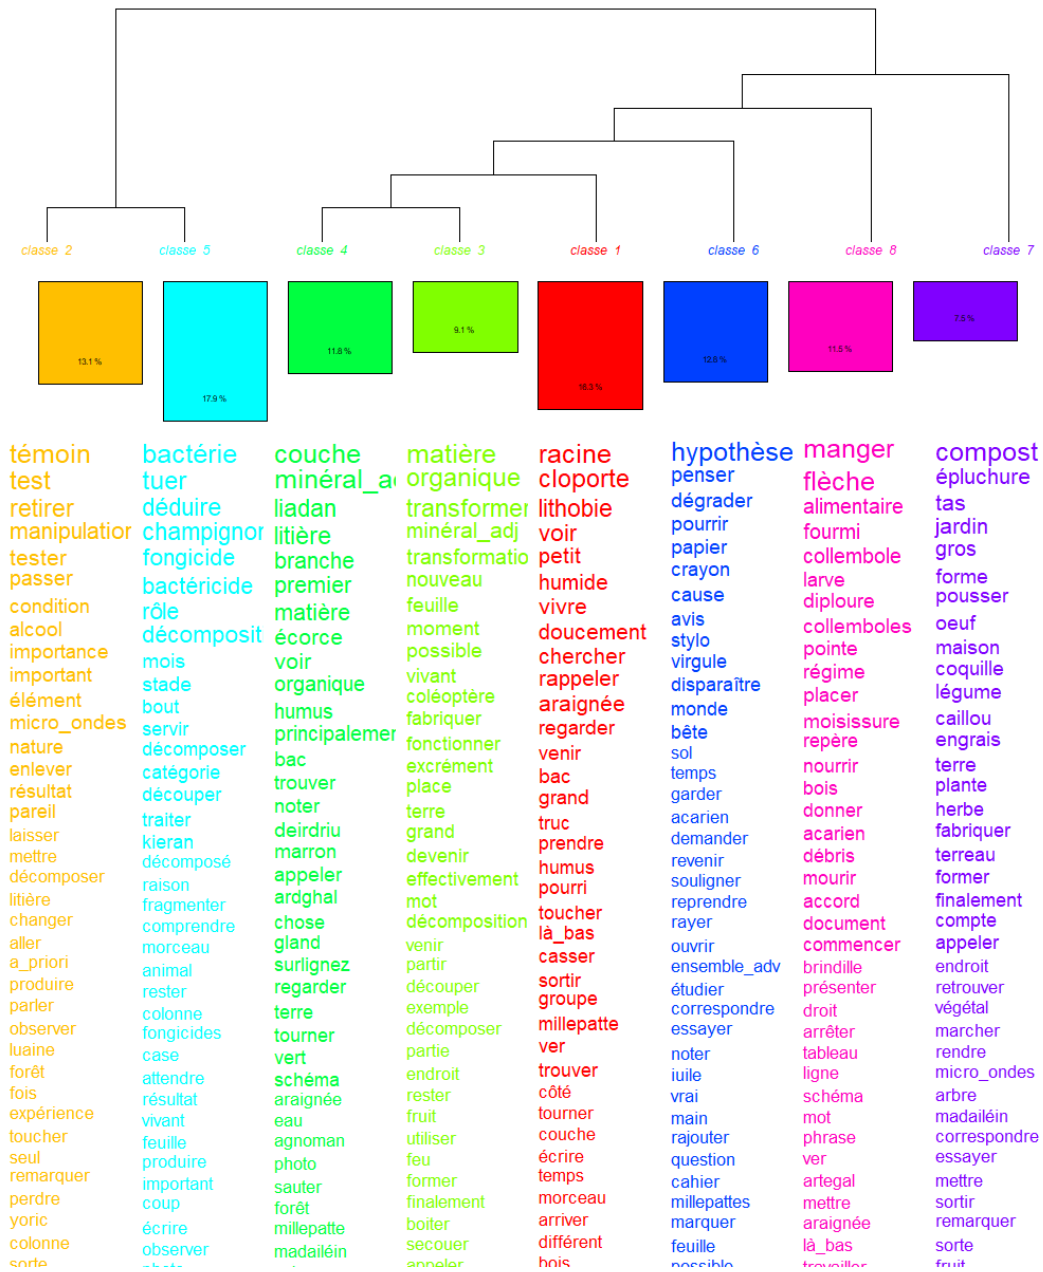 classe 2
classe 5
classe 4
classe 3
classe 1
classe 6
classe 8
classe 7
13.1 %
17.9 %
11.8 %
9.1 %
16.3 %
12.8 %
11.5 %
7.5 %
témoin
test
retirer
manipulation
tester
passer
condition
alcool
importance
important
élément
micro_ondes
nature
enlever
résultat
pareil
laisser
mettre
décomposer
litière
changer
aller
a_priori
produire
parler
observer
luaine
forêt
fois
expérience
toucher
seul
remarquer
perdre
yoric
colonne
sorte
bactérie
tuer
déduire
champignor
fongicide
bactéricide
rôle
décomposit
mois
stade
bout
servir
décomposer
catégorie
découper
traiter
kieran
décomposé
raison
fragmenter
comprendre
morceau
animal
rester
colonne
fongicides
case
attendre
résultat
vivant
feuille
produire
important
coup
écrire
observer
couche
minéral_a
liadan
litière
branche
premier
matière
écorce
voir
organique
humus
principalemer
bac
trouver
noter
deirdriu
marron
appeler
ardghal
chose
gland
surlignez
regarder
terre
tourner
vert
schéma
araignée
eau
agnoman
photo
sauter
forêt
millepatte
madailéin
matière
organique
transformer
minéral_adj
transformatio
nouveau
feuille
moment
possible
vivant
coléoptère
fabriquer
fonctionner
excrément
place
terre
grand
devenir
effectivement
mot
décomposition
venir
partir
découper
exemple
décomposer
partie
endroit
rester
fruit
utiliser
feu
former
finalement
boiter
secouer
appeler
racine
cloporte
lithobie
voir
petit
humide
vivre
doucement
chercher
rappeler
araignée
regarder
venir
bac
grand
truc
prendre
humus
pourri
toucher
là_bas
casser
sortir
groupe
millepatte
ver
trouver
côté
tourner
couche
écrire
temps
morceau
arriver
différent
bois
hypothèse
penser
dégrader
pourrir
papier
crayon
cause
avis
stylo
virgule
disparaître
monde
bête
sol
temps
garder
acarien
demander
revenir
souligner
reprendre
rayer
ouvrir
ensemble_adv
étudier
correspondre
essayer
noter
iuile
vrai
main
rajouter
question
cahier
millepattes
marquer
feuille
possible
manger
flèche
alimentaire
fourmi
collembole
larve
diploure
collemboles
pointe
régime
placer
moisissure
repère
nourrir
bois
donner
acarien
débris
mourir
accord
document
commencer
brindille
présenter
droit
arrêter
tableau
ligne
schéma
mot
phrase
ver
artegal
mettre
araignée
là_bas
travailler
compost
épluchure
tas
jardin
gros
forme
pousser
oeuf
maison
coquille
légume
caillou
engrais
terre
plante
herbe
fabriquer
terreau
former
finalement
compte
appeler
endroit
retrouver
végétal
marcher
rendre
micro_ondes
arbre
madailéin
correspondre
essayer
mettre
sortir
remarquer
sorte
fruit